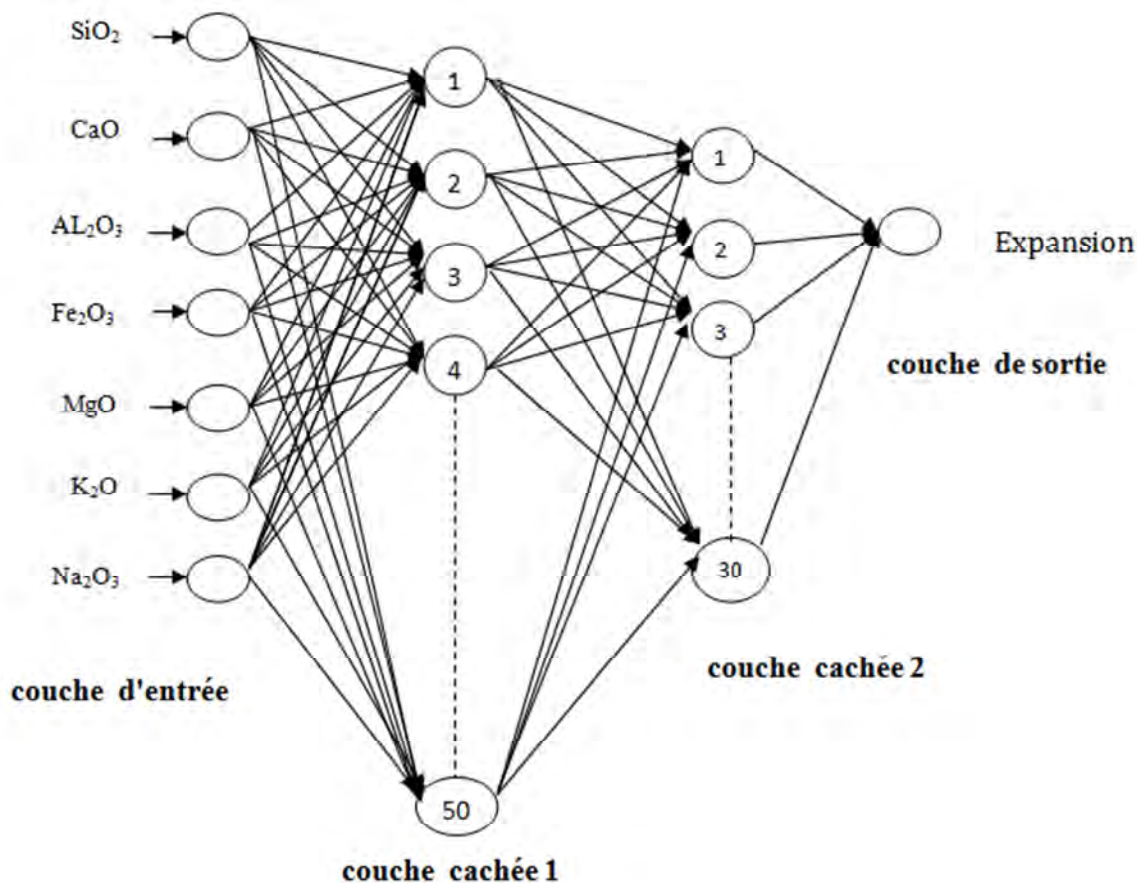 SiO₂
CaO
AL₂O₃
Fe₂O₃
MgO
K₂O
Na₂O₃
couche d'entrée
1
2
3
4
50
couche cachée 1
1
2
3
30
couche cachée 2
Expansion
couche de sortie